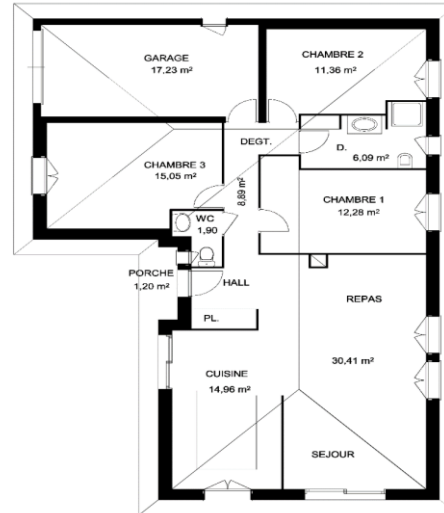 GARAGE
17,23 m²
CHAMBRE 2
11,36 m²
DEGT.
D.
6,09 m²
CHAMBRE 3
15,05 m²
8,89 m²
CHAMBRE 1
12,28 m²
WC
1,90
PORCHE
1,20 m²
HALL
REPAS
PL.
30,41 m²
CUISINE
14,96 m²
SEJOUR